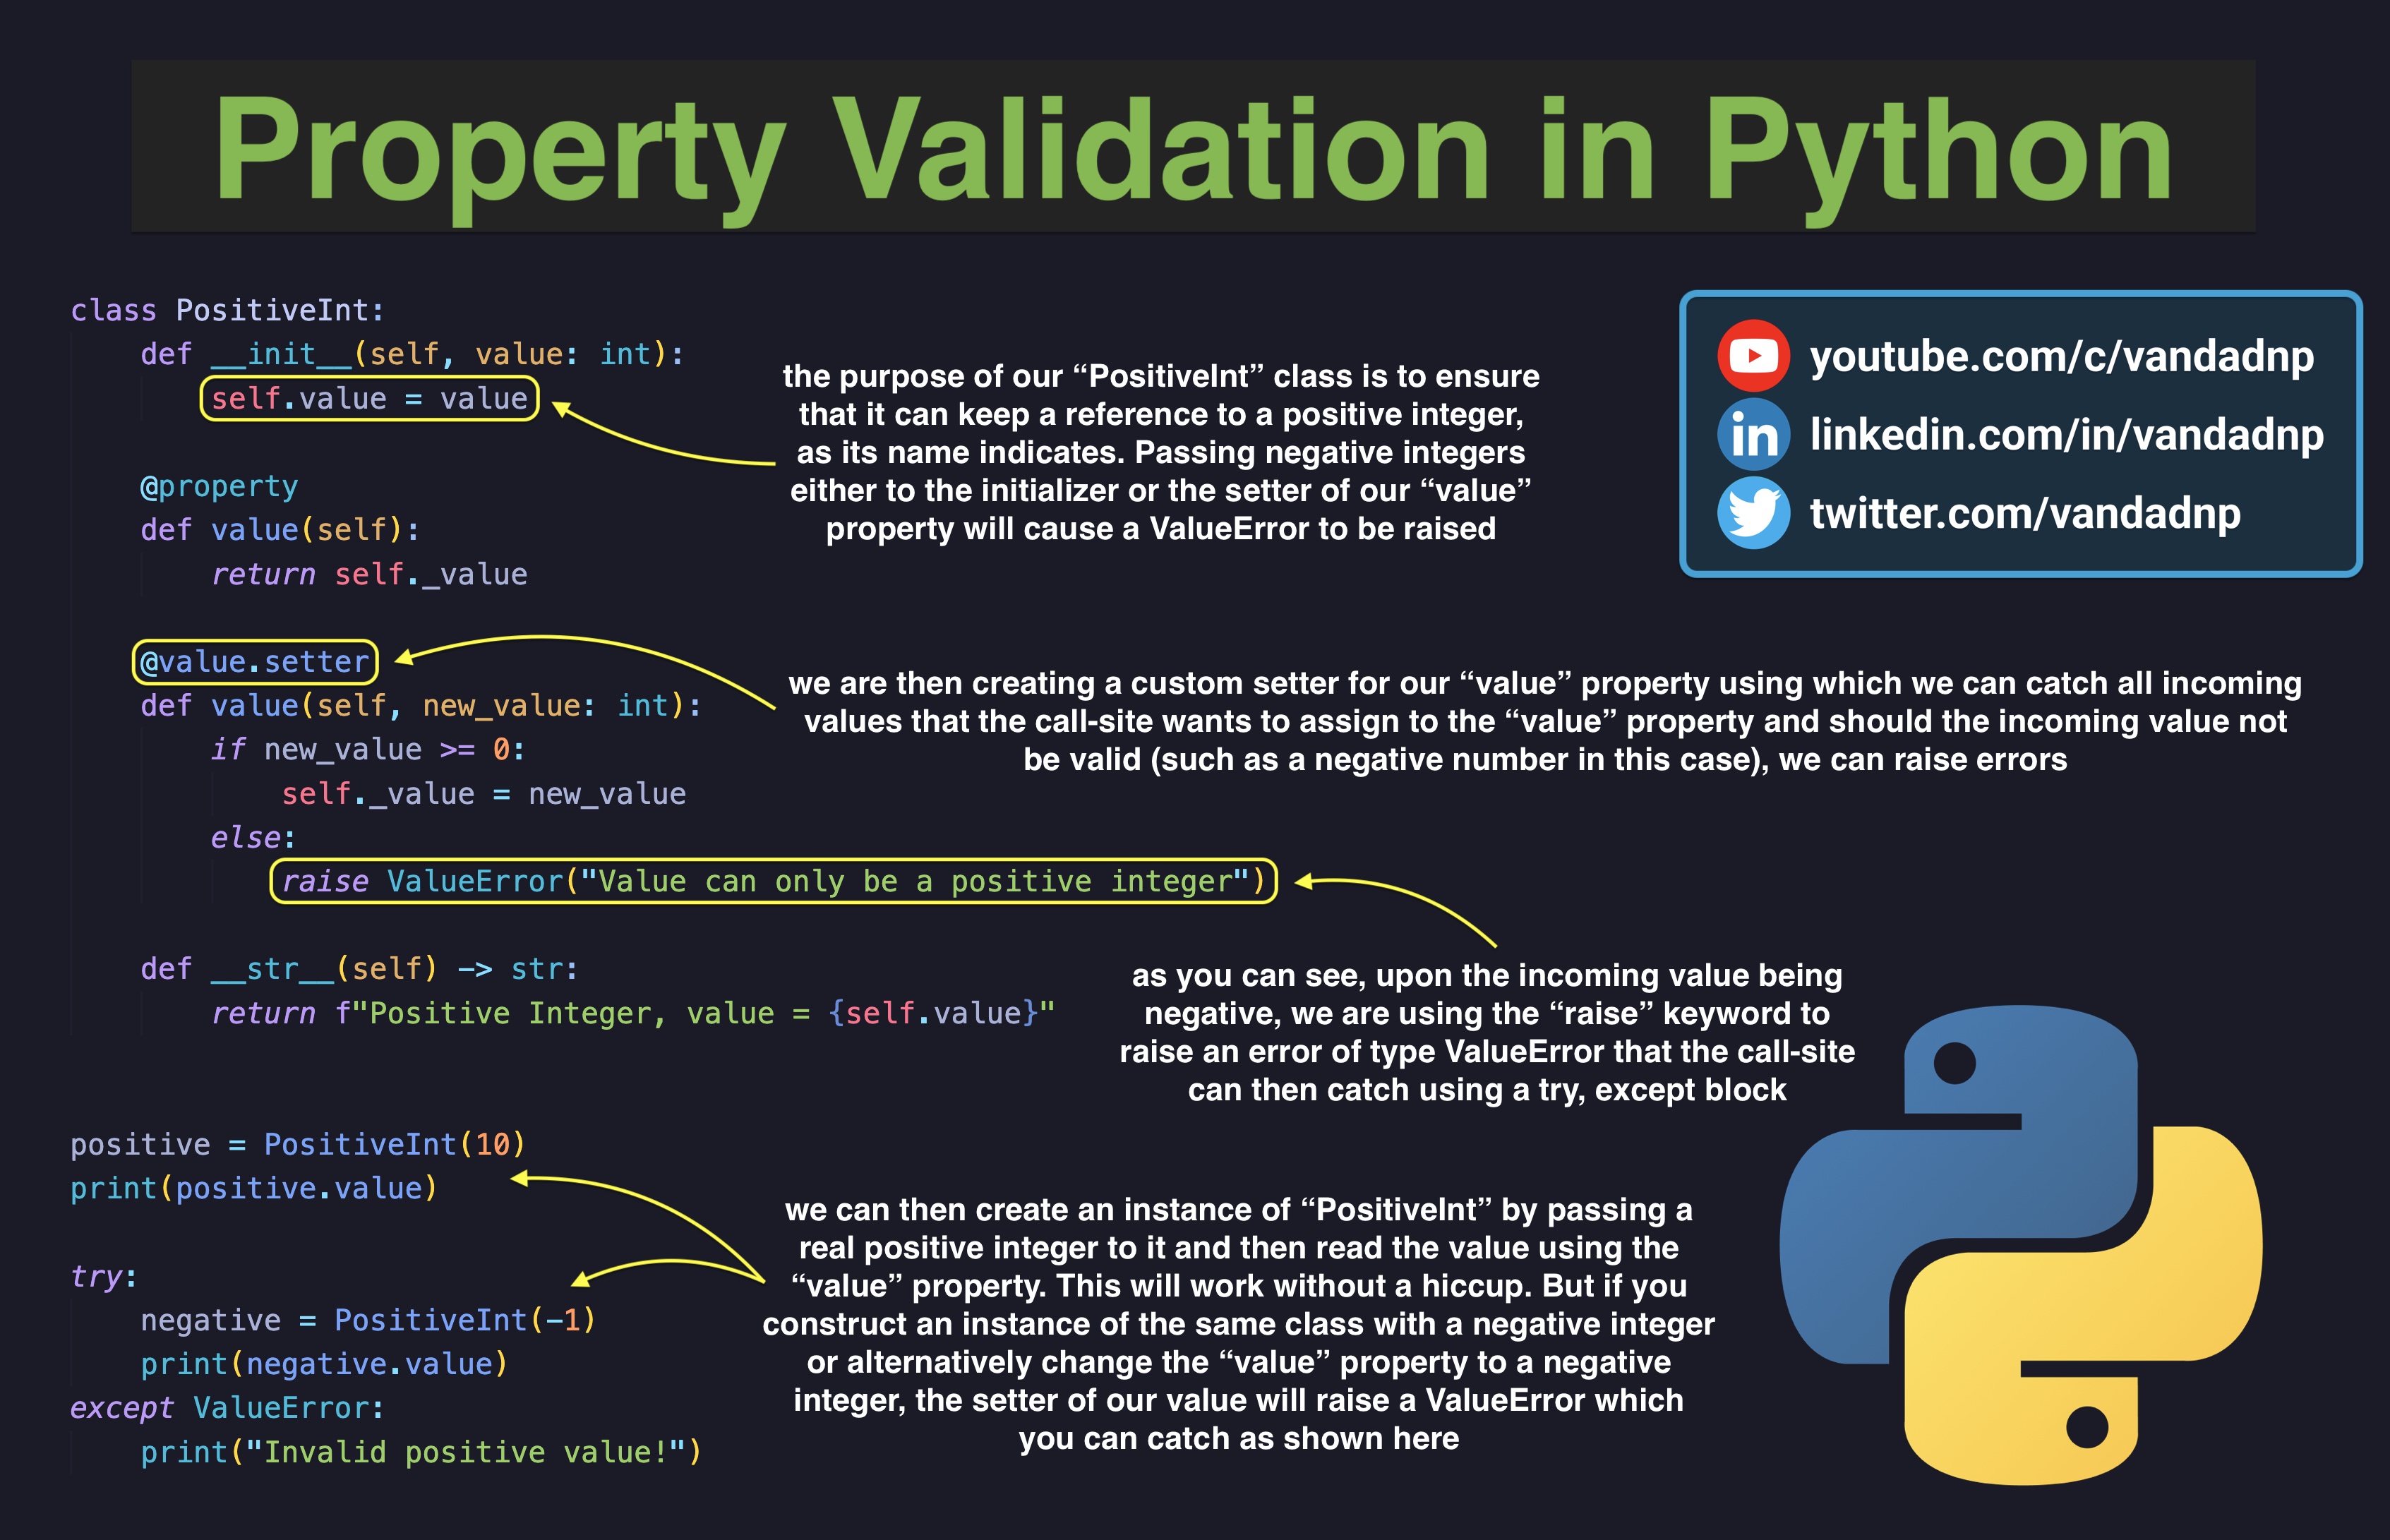 Property Validation in Python
class PositiveInt:
    def __init__(self, value: int):
        self.value = value
    @property
    def value(self):
        return self._value
    @value.setter
    def value(self, new_value: int):
        if new_value >= 0:
            self._value = new_value
        else:
            raise ValueError("Value can only be a positive integer")
    def __str__(self) -> str:
        return f"Positive Integer, value = {self.value}"
positive = PositiveInt(10)
print(positive.value)
try:
    negative = PositiveInt(-1)
    print(negative.value)
except ValueError:
    print("Invalid positive value!")
the purpose of our “PositiveInt” class is to ensure
that it can keep a reference to a positive integer,
as its name indicates. Passing negative integers
either to the initializer or the setter of our “value”
property will cause a ValueError to be raised
youtube.com/c/vandadnp
in linkedin.com/in/vandadnp
twitter.com/vandadnp
we are then creating a custom setter for our “value” property using which we can catch all incoming
values that the call-site wants to assign to the “value” property and should the incoming value not
be valid (such as a negative number in this case), we can raise errors
as you can see, upon the incoming value being
negative, we are using the “raise” keyword to
raise an error of type ValueError that the call-site
can then catch using a try, except block
we can then create an instance of “PositiveInt” by passing a
real positive integer to it and then read the value using the
“value” property. This will work without a hiccup. But if you
construct an instance of the same class with a negative integer
or alternatively change the “value” property to a negative
integer, the setter of our value will raise a ValueError which
you can catch as shown here